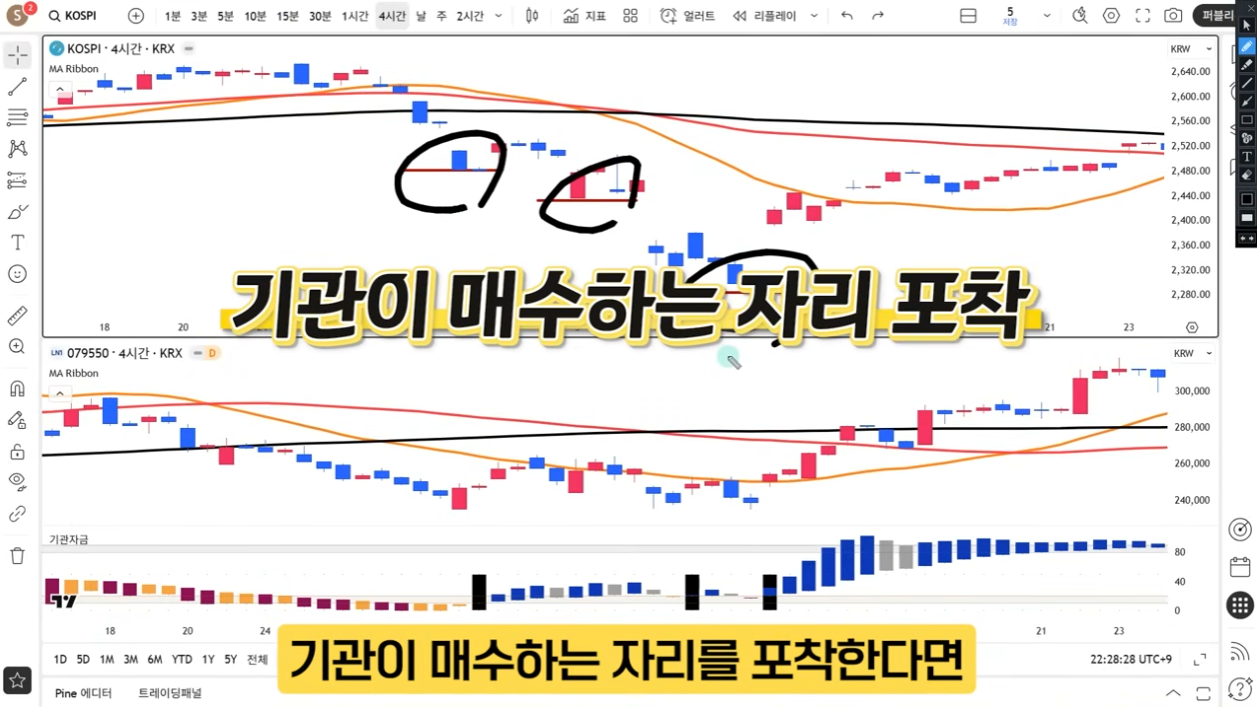 S 2 KOSPI 1분 3분 5분 10분 15분 30분 1시간 4시간 날 주 2시간 지표 얼러트 리플레이 5 저장 퍼블리
KOSPI · 4시간 · KRX
KRW
MA Ribbon
2,640.00
2,600.00
2,560.00
2,520.00
2,480.00
2,440.00
2,400.00
2,360.00
2,320.00
2,280.00
기관이 매수하는 자리 포착
18 20 21 23
LN1 079550 · 4시간 · KRX D
KRW
MA Ribbon
300,000
280,000
260,000
240,000
기관자금
80
40
0
18 20 24 21 23
기관이 매수하는 자리를 포착한다면
1D 5D 1M 3M 6M YTD 1Y 5Y 전체 22:28:28 UTC+9
Pine 에디터 트레이딩패널